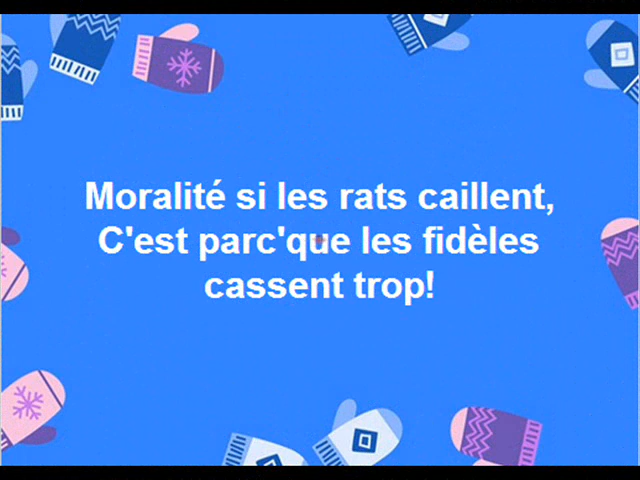 Moralité si les rats caillent,
C'est parc'que les fidèles
cassent trop!